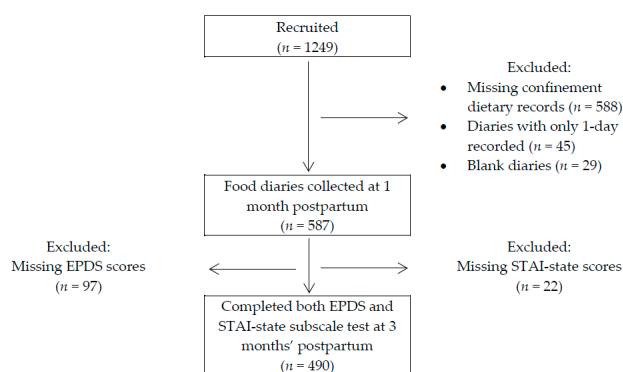 Recruited
(n = 1249)
Excluded:
• Missing confinement
dietary records (n = 588)
• Diaries with only 1-day
recorded (n = 45)
• Blank diaries (n = 29)
Food diaries collected at 1
month postpartum
(n = 587)
Excluded:
Missing EPDS scores
(n = 97)
Excluded:
Missing STAI-state scores
(n = 22)
Completed both EPDS and
STAI-state subscale test at 3
months’ postpartum
(n = 490)